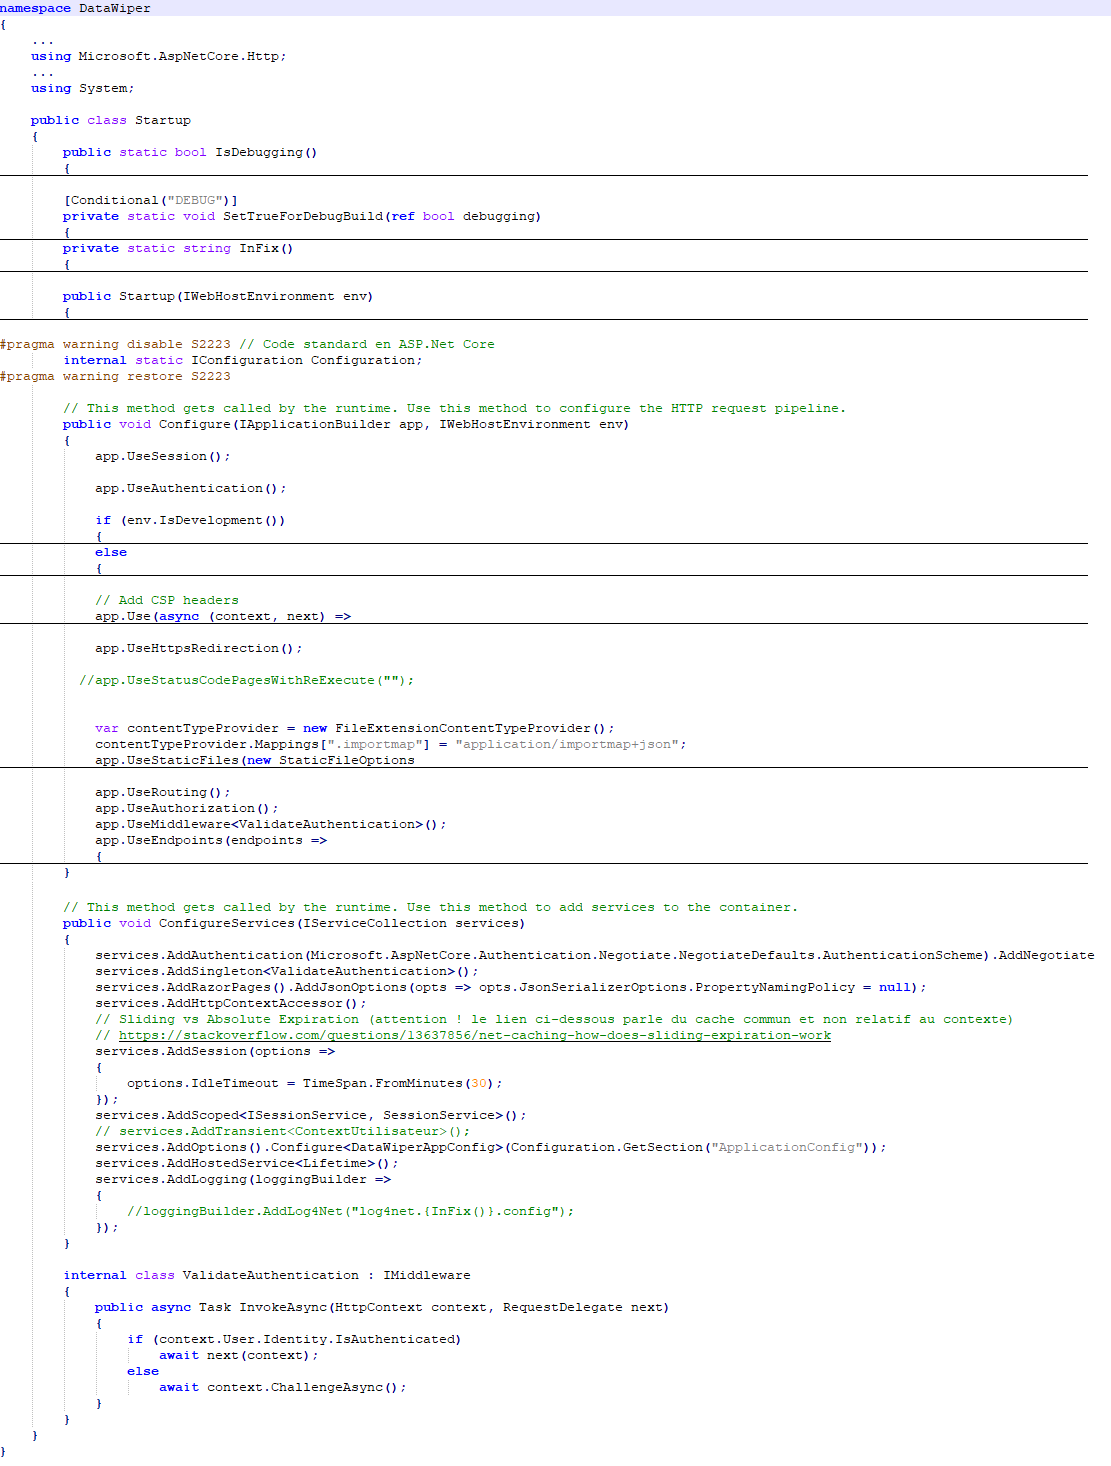 namespace DataWiper
{
    ...
    using Microsoft.AspNetCore.Http;
    ...
    using System;
    public class Startup
    {
        public static bool IsDebugging()
        {
        [Conditional("DEBUG")]
        private static void SetTrueForDebugBuild(ref bool debugging)
        {
        private static string InFix()
        {
        public Startup(IWebHostEnvironment env)
        {
#pragma warning disable S2223 // Code standard en ASP.Net Core
        internal static IConfiguration Configuration;
#pragma warning restore S2223
        // This method gets called by the runtime. Use this method to configure the HTTP request pipeline.
        public void Configure(IApplicationBuilder app, IWebHostEnvironment env)
        {
            app.UseSession();
            app.UseAuthentication();
            if (env.IsDevelopment())
            {
            else
            {
            // Add CSP headers
            app.Use(async (context, next) =>
            app.UseHttpsRedirection();
          //app.UseStatusCodePagesWithReExecute("");
            var contentTypeProvider = new FileExtensionContentTypeProvider();
            contentTypeProvider.Mappings[".importmap"] = "application/importmap+json";
            app.UseStaticFiles(new StaticFileOptions
            app.UseRouting();
            app.UseAuthorization();
            app.UseMiddleware<ValidateAuthentication>();
            app.UseEndpoints(endpoints =>
            {
        }
        // This method gets called by the runtime. Use this method to add services to the container.
        public void ConfigureServices(IServiceCollection services)
        {
            services.AddAuthentication(Microsoft.AspNetCore.Authentication.Negotiate.NegotiateDefaults.AuthenticationScheme).AddNegotiate
            services.AddSingleton<ValidateAuthentication>();
            services.AddRazorPages().AddJsonOptions(opts => opts.JsonSerializerOptions.PropertyNamingPolicy = null);
            services.AddHttpContextAccessor();
            // Sliding vs Absolute Expiration (attention ! le lien ci-dessous parle du cache commun et non relatif au contexte)
            // https://stackoverflow.com/questions/13637856/net-caching-how-does-sliding-expiration-work
            services.AddSession(options =>
            {
                options.IdleTimeout = TimeSpan.FromMinutes(30);
            });
            services.AddScoped<ISessionService, SessionService>();
            // services.AddTransient<ContextUtilisateur>();
            services.AddOptions().Configure<DataWiperAppConfig>(Configuration.GetSection("ApplicationConfig"));
            services.AddHostedService<Lifetime>();
            services.AddLogging(loggingBuilder =>
            {
                //loggingBuilder.AddLog4Net("log4net.{InFix()}.config");
            });
        }
        internal class ValidateAuthentication : IMiddleware
        {
            public async Task InvokeAsync(HttpContext context, RequestDelegate next)
            {
                if (context.User.Identity.IsAuthenticated)
                    await next(context);
                else
                    await context.ChallengeAsync();
            }
        }
    }
}